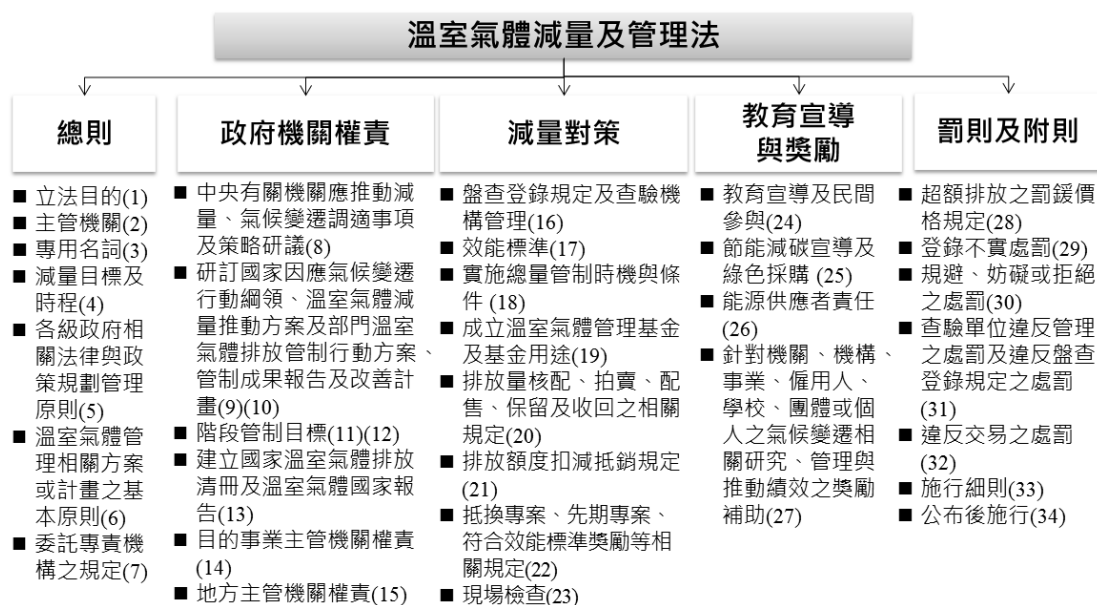 溫室氣體減量及管理法
總則
■ 立法目的(1)
■ 主管機關(2)
■ 專用名詞(3)
■ 減量目標及
時程(4)
■ 各級政府相
關法律與政
策規劃管理
原則(5)
■ 溫室氣體管
理相關方案
或計畫之基
本原則(6)
■ 委託專責機
構之規定(7)
政府機關權責
■ 中央有關機關應推動減
量、氣候變遷調適事項
及策略研議(8)
■ 研訂國家因應氣候變遷
行動綱領、溫室氣體減
量推動方案及部門溫室
氣體排放管制行動方案、
管制成果報告及改善計
畫(9)(10)
■ 階段管制目標(11)(12)
■ 建立國家溫室氣體排放
清冊及溫室氣體國家報
告(13)
■ 目的事業主管機關權責
(14)
■ 地方主管機關權責(15)
減量對策
■ 盤查登錄規定及查驗機
構管理(16)
■ 效能標準(17)
■ 實施總量管制時機與條
件 (18)
■ 成立溫室氣體管理基金
及基金用途(19)
■ 排放量核配、拍賣、配
售、保留及收回之相關
規定(20)
■ 排放額度扣減抵銷規定
(21)
■ 抵換專案、先期專案、
符合效能標準獎勵等相
關規定(22)
■ 現場檢查(23)
教育宣導
與獎勵
■ 教育宣導及民間
參與(24)
■ 節能減碳宣導及
綠色採購 (25)
■ 能源供應者責任
(26)
■ 針對機關、機構、
事業、僱用人、
學校、團體或個
人之氣候變遷相
關研究、管理與
推動績效之獎勵
補助(27)
罰則及附則
■ 超額排放之罰鍰價
格規定(28)
■ 登錄不實處罰(29)
■ 規避、妨礙或拒絕
之處罰(30)
■ 查驗單位違反管理
之處罰及違反盤查
登錄規定之處罰
(31)
■ 違反交易之處罰
(32)
■ 施行細則(33)
■ 公布後施行(34)